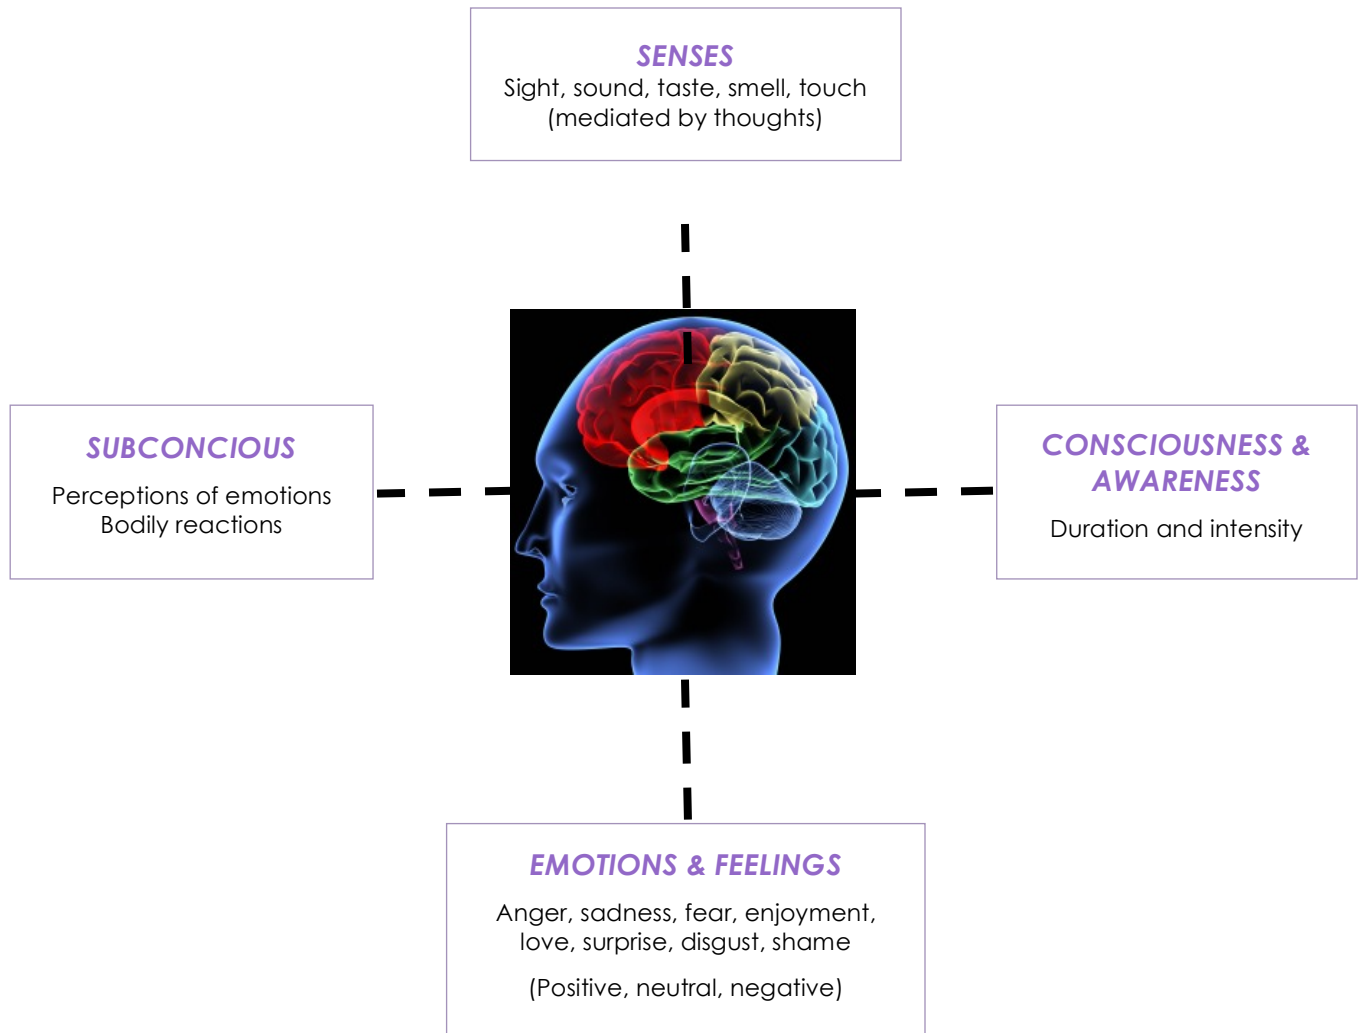 SENSES
Sight, sound, taste, smell, touch
(mediated by thoughts)
SUBCONCIOUS
Perceptions of emotions
Bodily reactions
CONSCIOUSNESS &
AWARENESS
Duration and intensity
EMOTIONS & FEELINGS
Anger, sadness, fear, enjoyment,
love, surprise, disgust, shame
(Positive, neutral, negative)